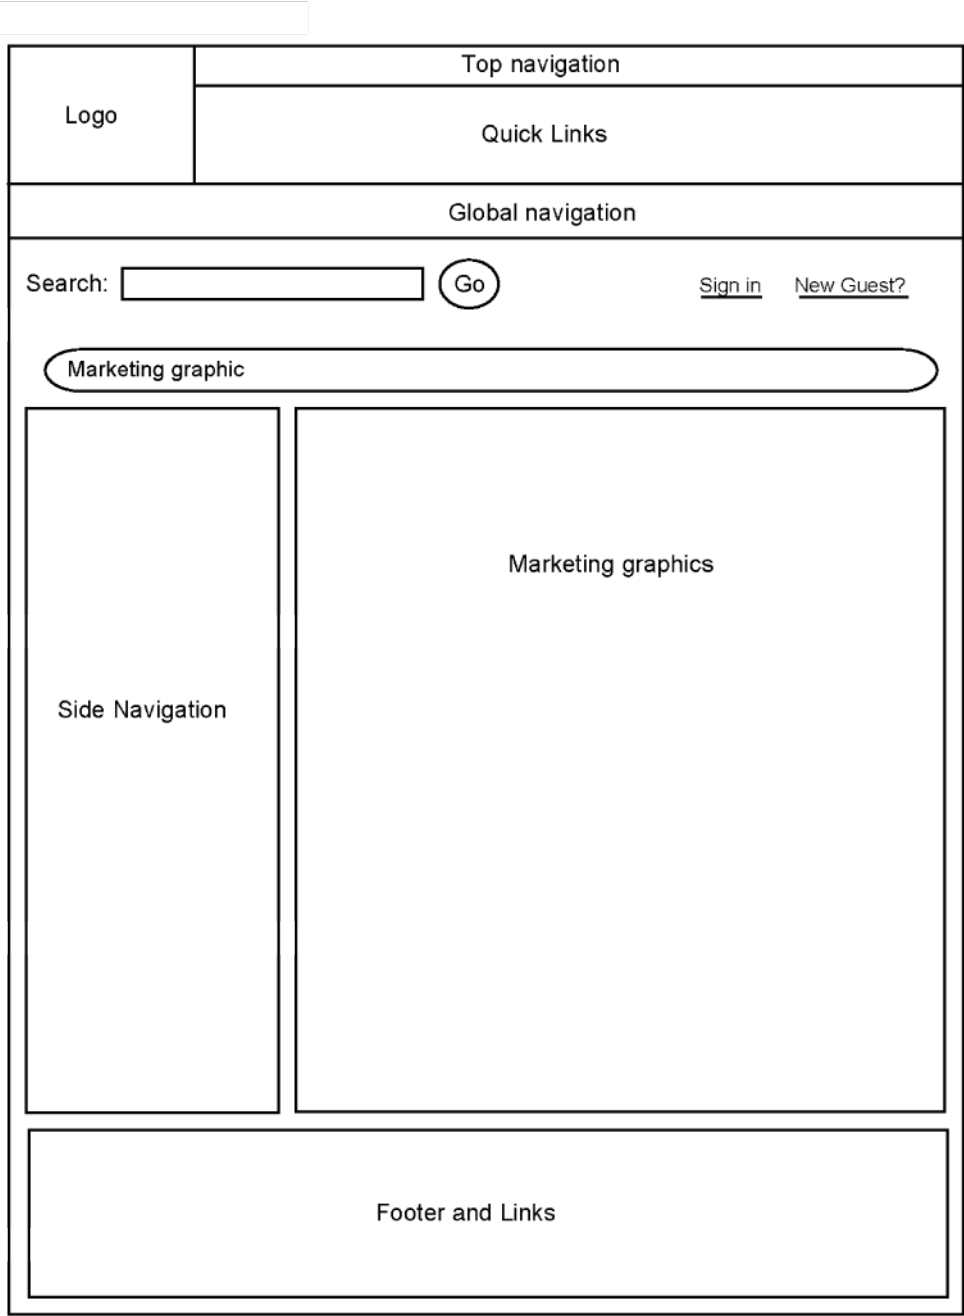 Top navigation
Logo
Quick Links
Global navigation
Search:
Go
Sign in
New Guest?
Marketing graphic
Marketing graphics
Side Navigation
Footer and Links